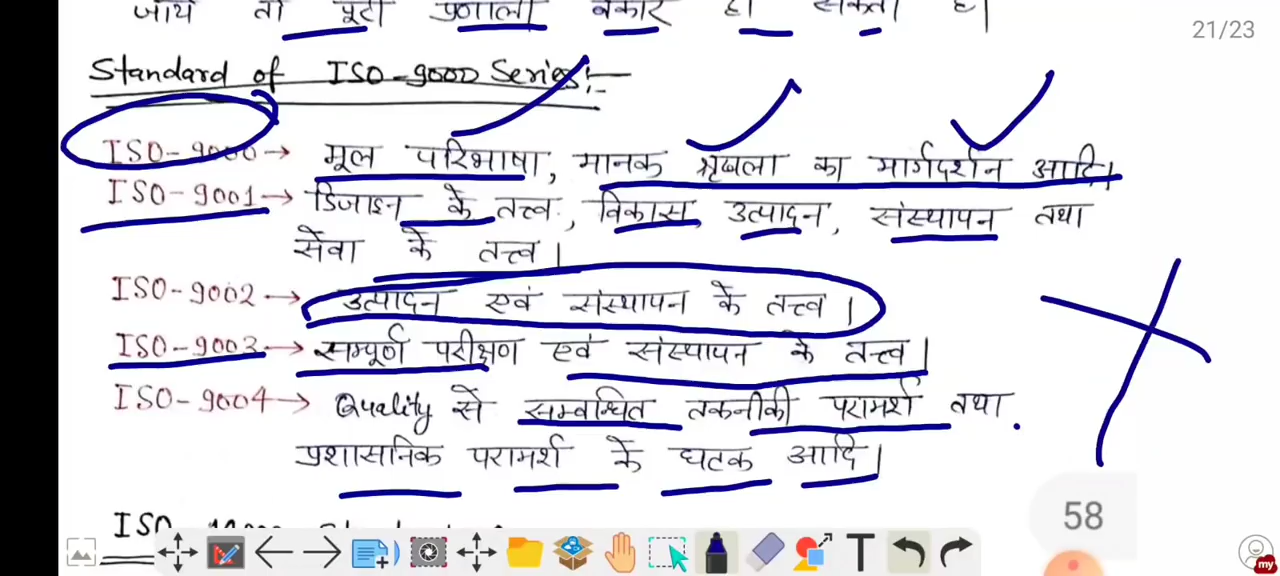 जाय तो पूरी प्रणाली बेकार हो सकती है।
21/23
Standard of ISO-9000 Series:-
ISO-9000→ मूल परिभाषा, मानक श्रृंखला का मार्गदर्शन आदि।
ISO-9001→ डिजाइन के तत्त्व, विकास, उत्पादन, संस्थापन तथा
सेवा के तत्त्व।
ISO-9002→ उत्पादन एवं संस्थापन के तत्त्व।
ISO-9003→ सम्पूर्ण परीक्षण एवं संस्थापन के तत्त्व।
ISO-9004→ Quality से सम्बन्धित तकनीकी परामर्श तथा
प्रशासनिक परामर्श के घटक आदि।
58
ISO
T
my